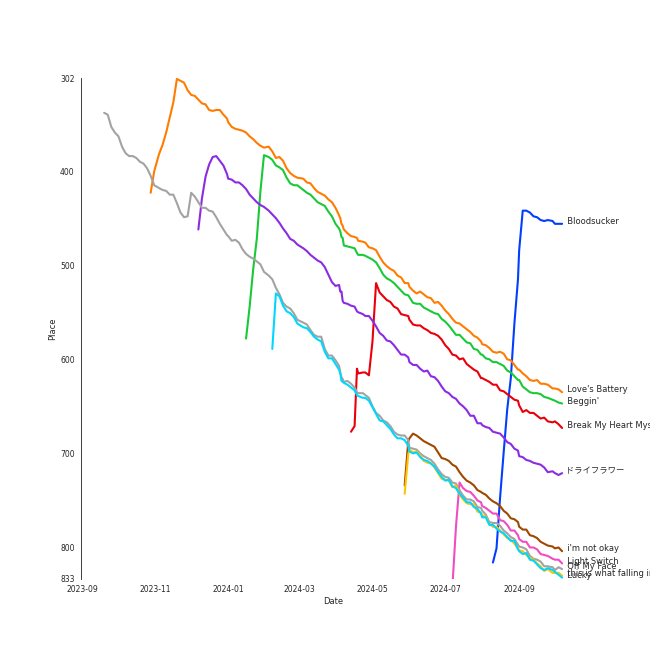 302
400
500
600
700
800
833
Place
2023-09
2023-11
2024-01
2024-03
2024-05
2024-07
2024-09
Date
Bloodsucker
Love's Battery
Beggin'
Break My Heart Mys
ドライフラワー
i'm not okay
Light Switch
Off My Face
this is what falling i
Lucky